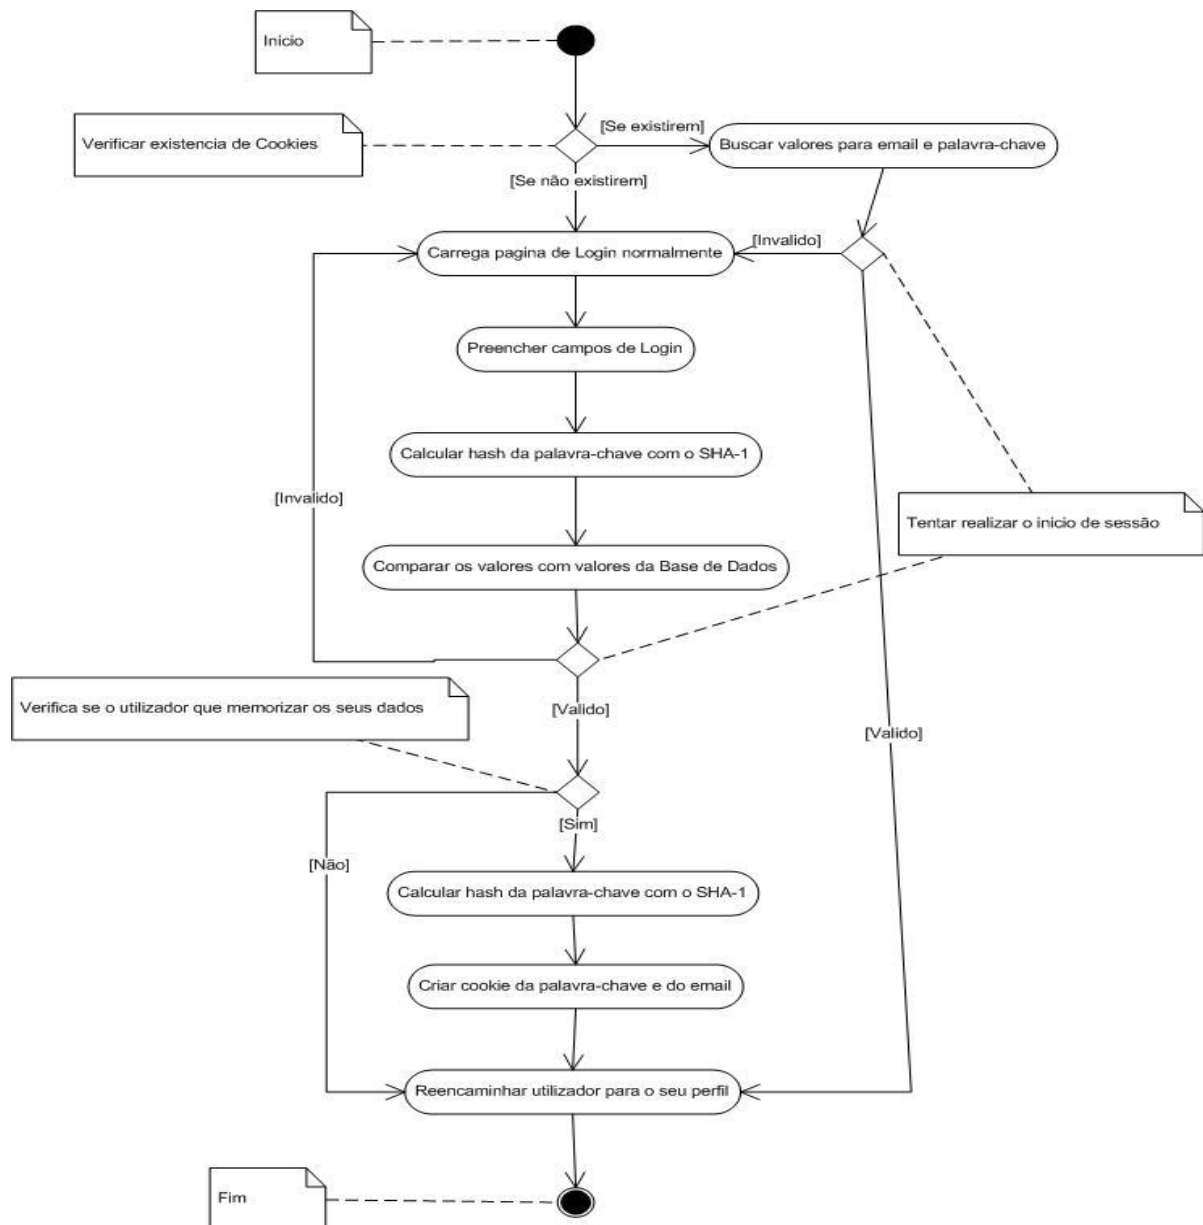 Inicio
Verificar existencia de Cookies
[Se existirem]
Buscar valores para email e palavra-chave
[Se não existirem]
Carrega pagina de Login normalmente
[Invalido]
Preencher campos de Login
Calcular hash da palavra-chave com o SHA-1
[Invalido]
Tentar realizar o inicio de sessão
Comparar os valores com valores da Base de Dados
Verifica se o utilizador que memorizar os seus dados
[Valido]
[Valido]
[Sim]
[Não]
Calcular hash da palavra-chave com o SHA-1
Criar cookie da palavra-chave e do email
Reencaminhar utilizador para o seu perfil
Fim